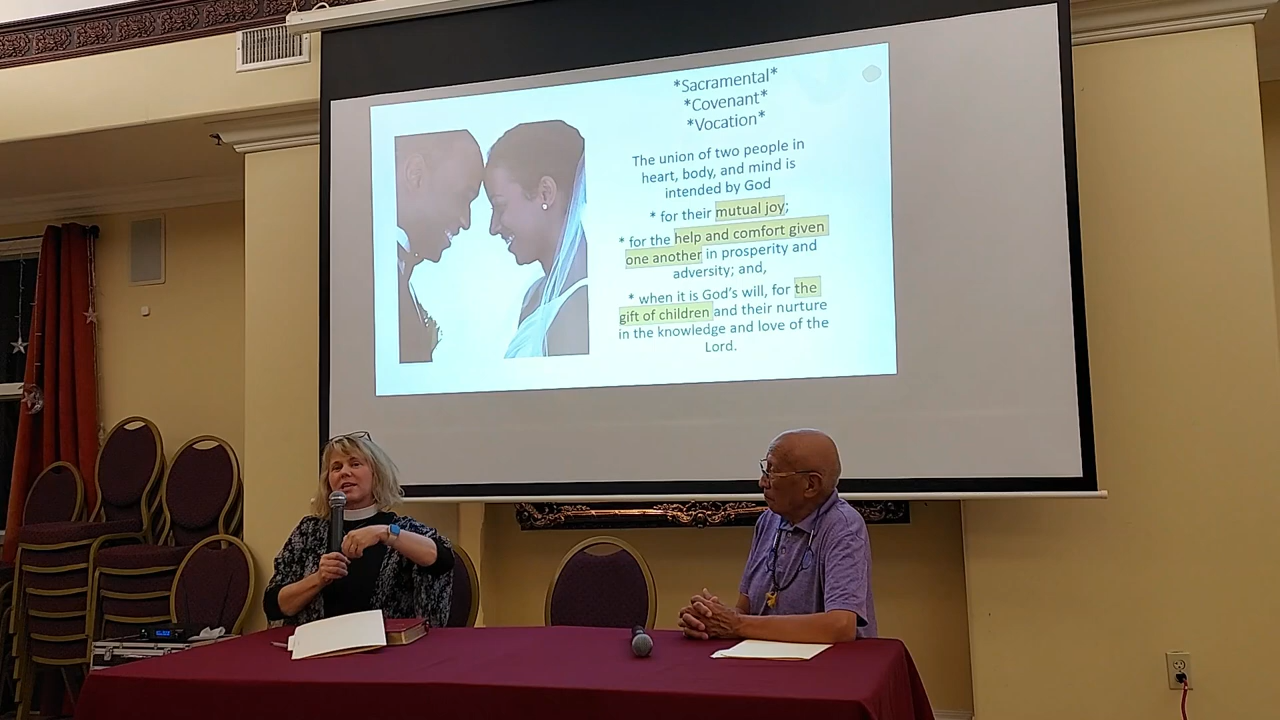 *Sacramental*
*Covenant*
*Vocation*
The union of two people in
heart, body, and mind is
intended by God
* for their mutual joy;
* for the help and comfort given
one another in prosperity and
adversity; and,
* when it is God's will, for the
gift of children and their nurture
in the knowledge and love of the
Lord.